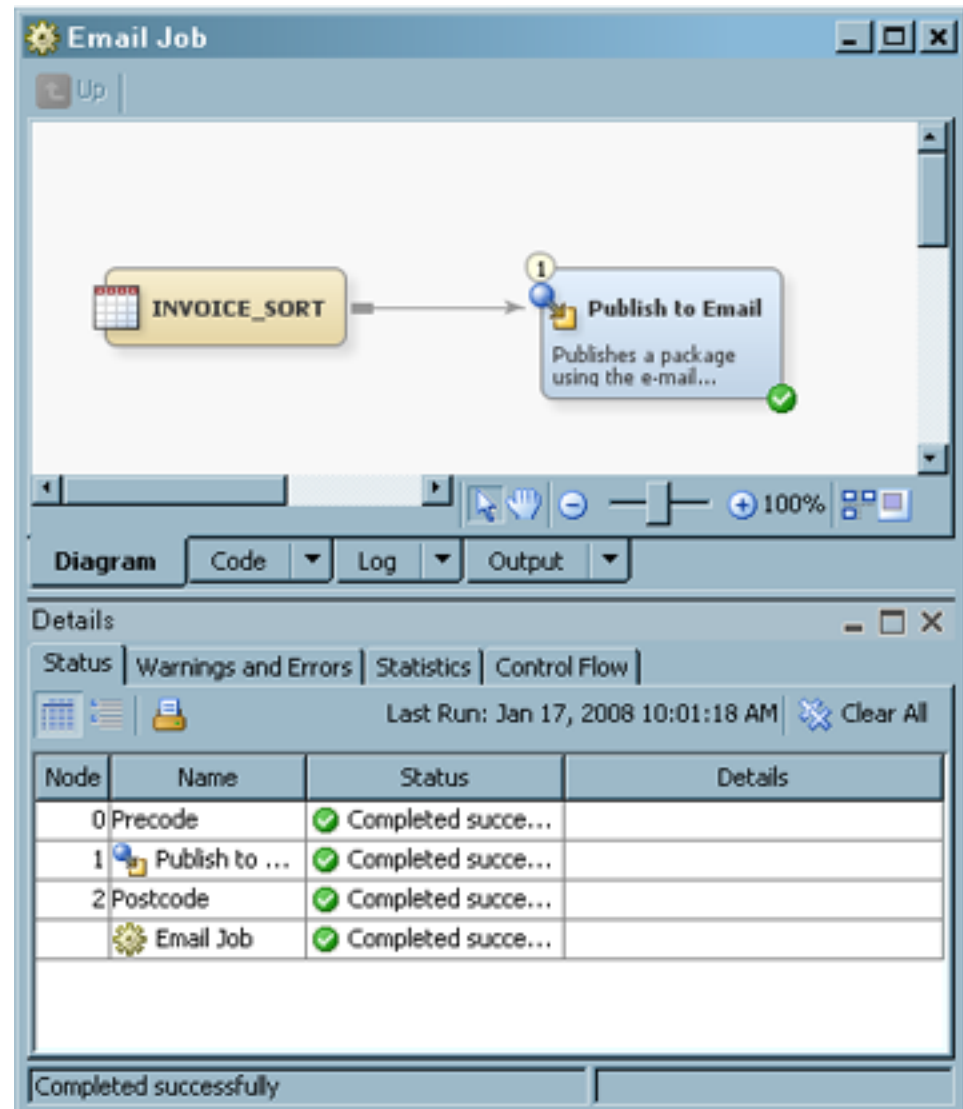 Email Job
Up
1
INVOICE_SORT
Publish to Email
Publishes a package
using the e-mail...
100%
Diagram Code Log Output
Details
Status Warnings and Errors Statistics Control Flow
Last Run: Jan 17, 2008 10:01:18 AM Clear All
Node Name Status Details
0 Precode Completed succe...
1 Publish to ... Completed succe...
2 Postcode Completed succe...
Email Job Completed succe...
Completed successfully